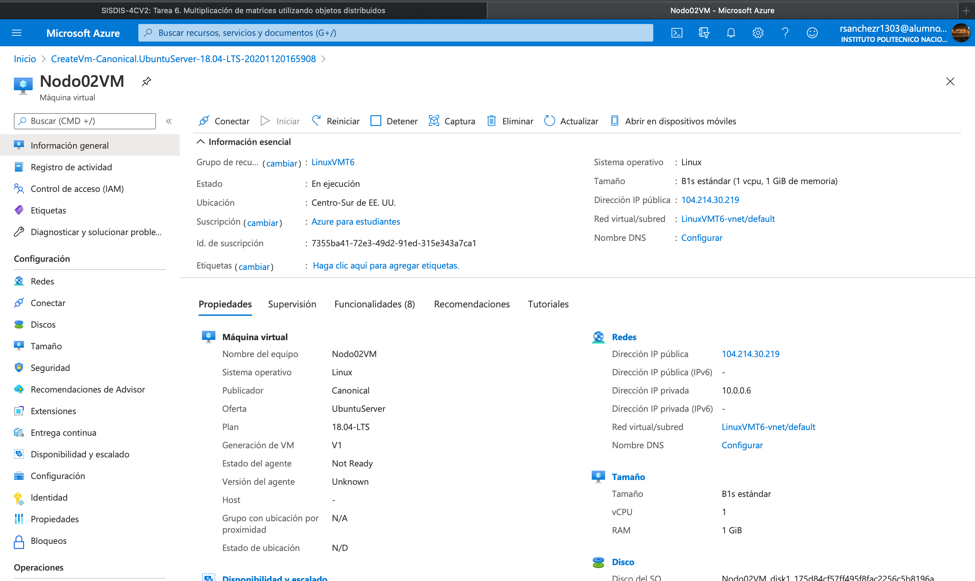 SISDIS-4CV2: Tarea 6. Multiplicación de matrices utilizando objetos distribuidos
Nodo02VM - Microsoft Azure
Microsoft Azure
Buscar recursos, servicios y documentos (G+/)
rsanchezr1303@alumno...
INSTITUTO POLITECNICO NACIO...
Inicio > CreateVm-Canonical.UbuntuServer-18.04-LTS-20201120165908 >
Nodo02VM
Máquina virtual
Buscar (CMD +/)
«
Información general
Registro de actividad
Control de acceso (IAM)
Etiquetas
Diagnosticar y solucionar proble...
Configuración
Redes
Conectar
Discos
Tamaño
Seguridad
Recomendaciones de Advisor
Extensiones
Entrega continua
Disponibilidad y escalado
Configuración
Identidad
Propiedades
Bloqueos
Operaciones
Conectar Iniciar Reiniciar Detener Captura Eliminar Actualizar Abrir en dispositivos móviles
Información esencial
Grupo de recu... (cambiar) : LinuxVMT6
Estado : En ejecución
Ubicación : Centro-Sur de EE. UU.
Suscripción (cambiar) : Azure para estudiantes
Id. de suscripción : 7355ba41-72e3-49d2-91ed-315e343a7ca1
Etiquetas (cambiar) : Haga clic aquí para agregar etiquetas.
Sistema operativo : Linux
Tamaño : B1s estándar (1 vcpu, 1 GiB de memoria)
Dirección IP pública : 104.214.30.219
Red virtual/subred : LinuxVMT6-vnet/default
Nombre DNS : Configurar
Propiedades Supervisión Funcionalidades (8) Recomendaciones Tutoriales
Máquina virtual
Nombre del equipo Nodo02VM
Sistema operativo Linux
Publicador Canonical
Oferta UbuntuServer
Plan 18.04-LTS
Generación de VM V1
Estado del agente Not Ready
Versión del agente Unknown
Host -
Grupo con ubicación por N/A
proximidad
Estado de ubicación N/D
Disponibilidad y escalado
Redes
Dirección IP pública 104.214.30.219
Dirección IP pública (IPv6) -
Dirección IP privada 10.0.0.6
Dirección IP privada (IPv6) -
Red virtual/subred LinuxVMT6-vnet/default
Nombre DNS Configurar
Tamaño
Tamaño B1s estándar
vCPU 1
RAM 1 GiB
Disco
Disco del SO Nodo02VM_disk1_175d84cf57ff495f8fac2256c5b8196a